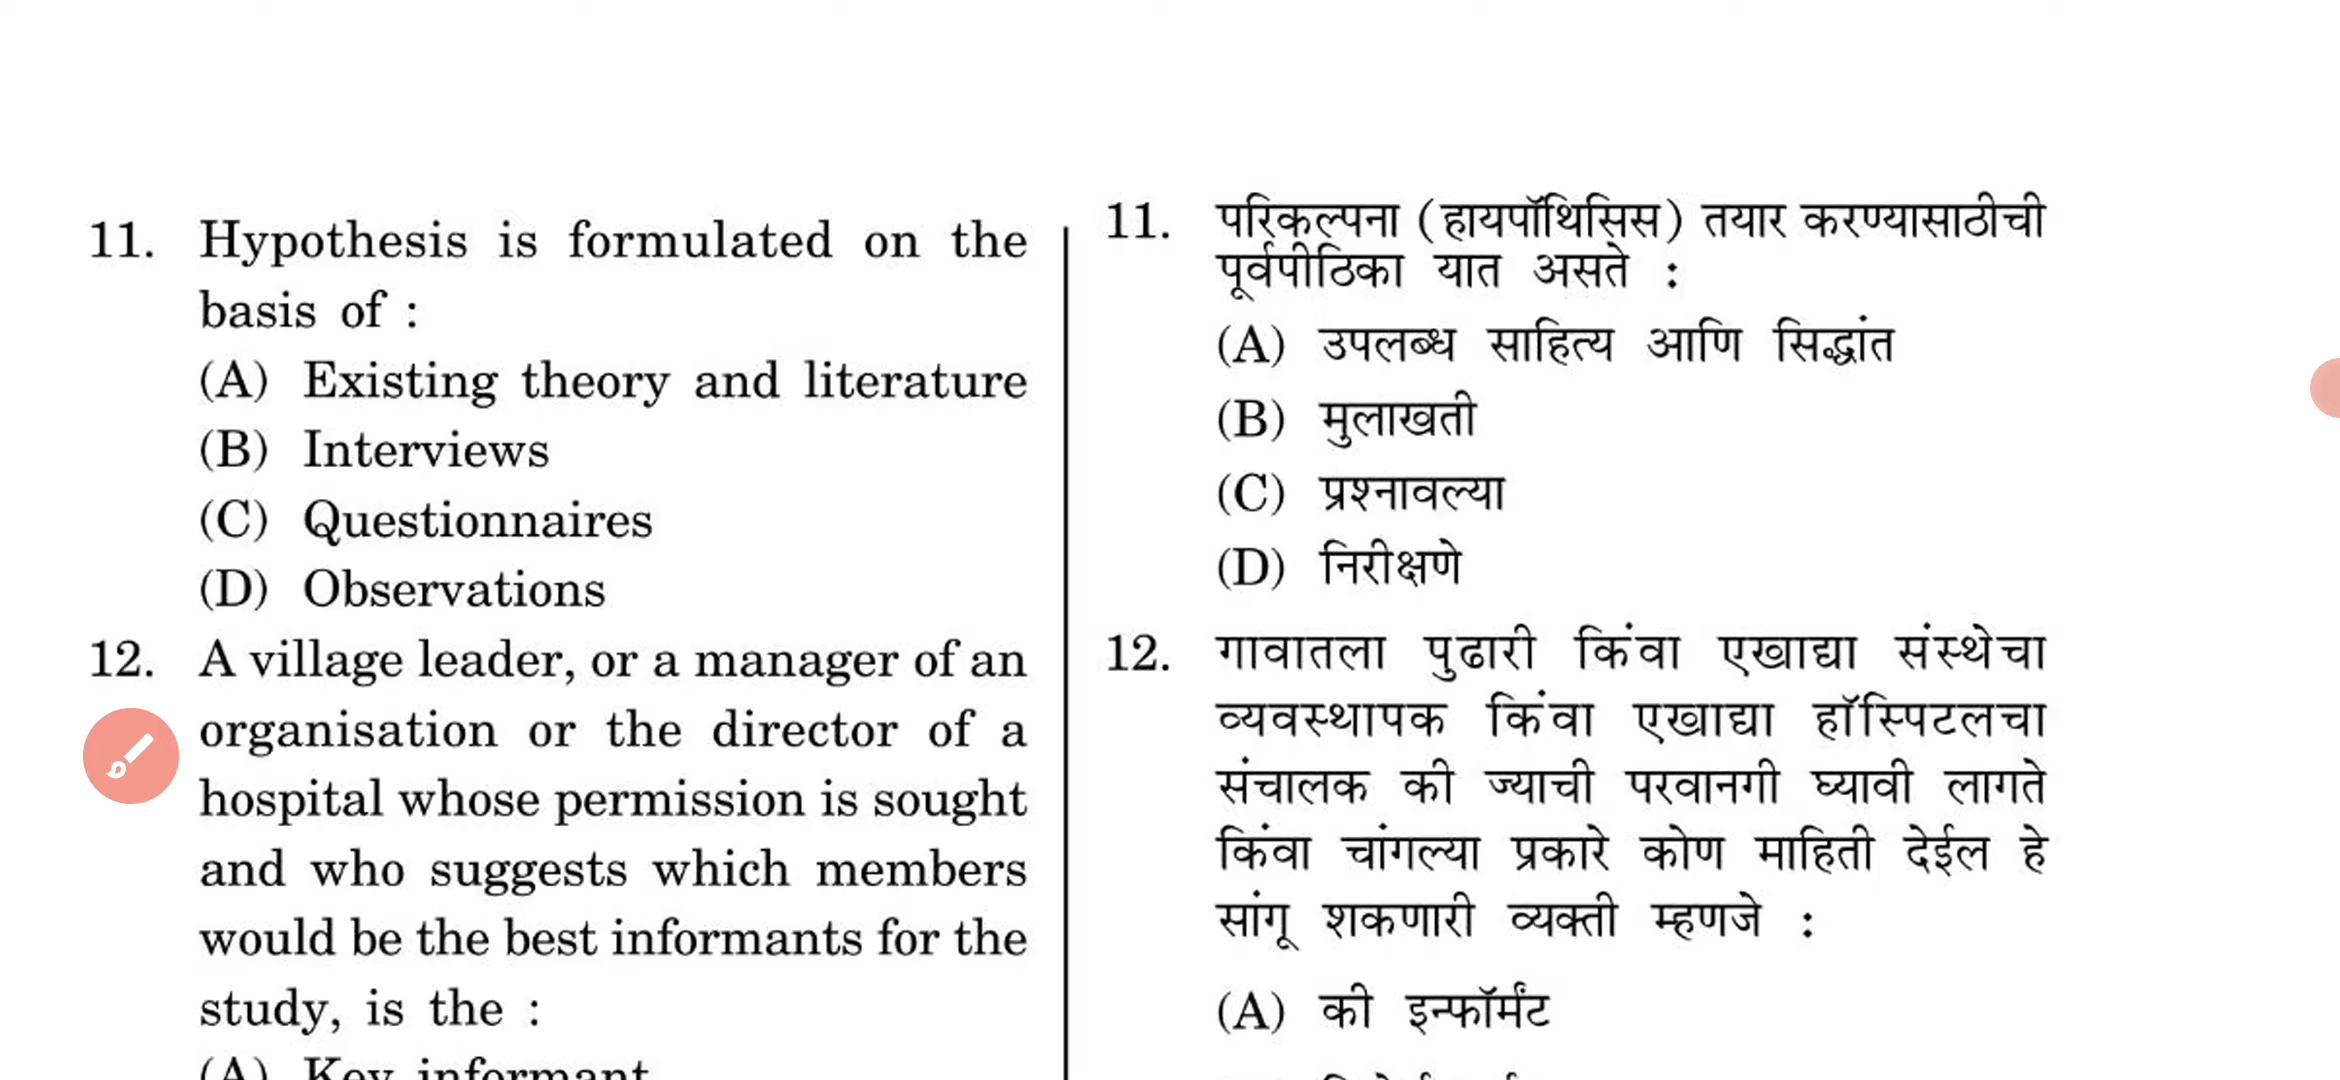 11. Hypothesis is formulated on the
basis of :
(A) Existing theory and literature
(B) Interviews
(C) Questionnaires
(D) Observations
12. A village leader, or a manager of an
organisation or the director of a
hospital whose permission is sought
and who suggests which members
would be the best informants for the
study, is the :
(A) Key informant
11. परिकल्पना (हायपॉथिसिस) तयार करण्यासाठीची
पूर्वपीठिका यात असते :
(A) उपलब्ध साहित्य आणि सिद्धांत
(B) मुलाखती
(C) प्रश्नावल्या
(D) निरीक्षणे
12. गावातला पुढारी किंवा एखाद्या संस्थेचा
व्यवस्थापक किंवा एखाद्या हॉस्पिटलचा
संचालक की ज्याची परवानगी घ्यावी लागते
किंवा चांगल्या प्रकारे कोण माहिती देईल हे
सांगू शकणारी व्यक्ती म्हणजे :
(A) की इन्फॉर्मंट